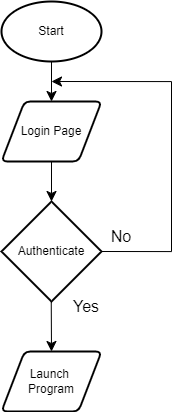 Start
Login Page
Authenticate
No
Yes
Launch
Program